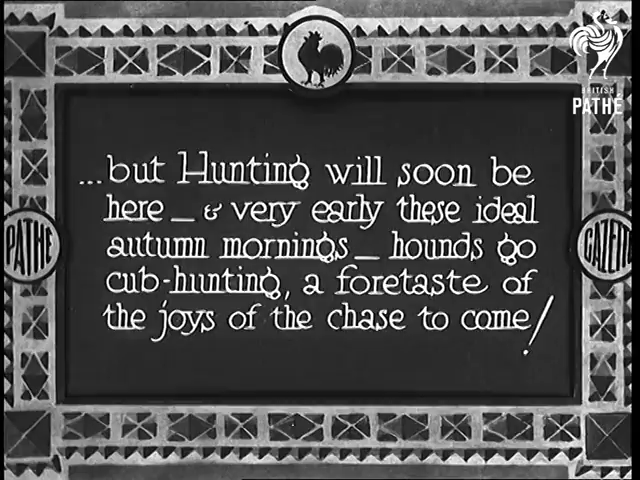 BRITISH
PATHÉ
...but Hunting will soon be
here _ & very early these ideal
autumn mornings _ hounds go
cub-hunting, a foretaste of
the joys of the chase to come!
PATHE
GAZETTE